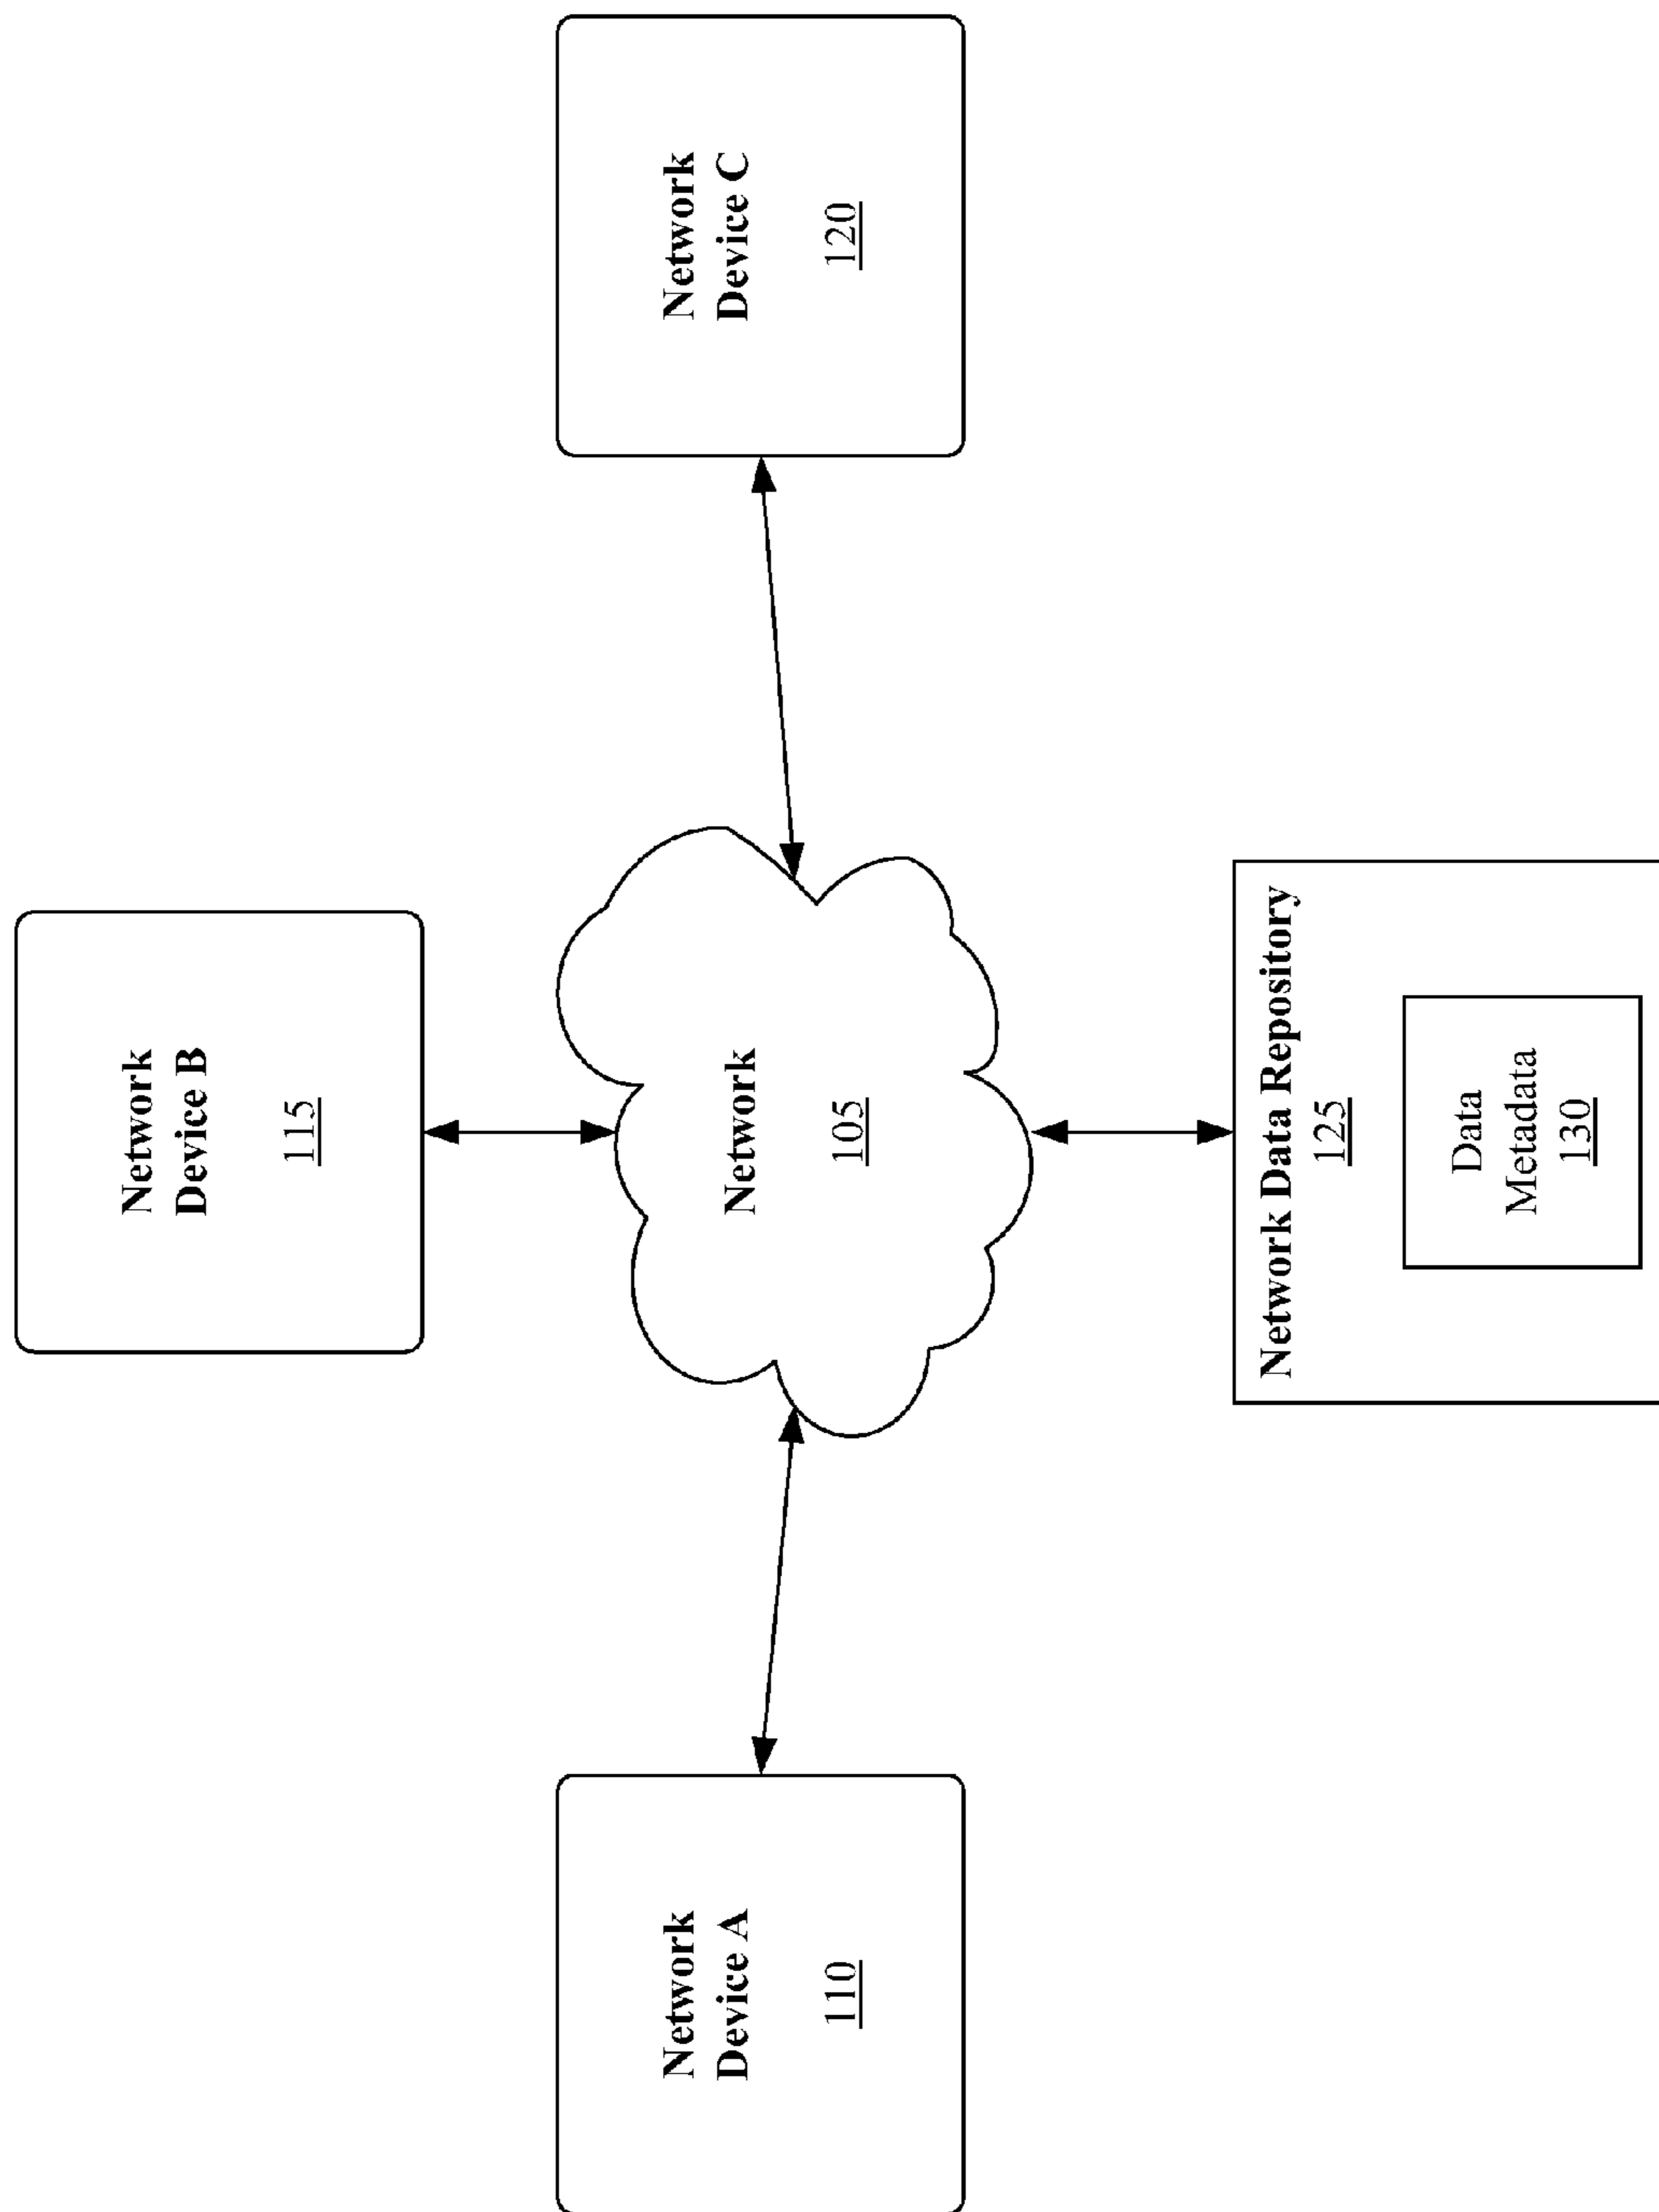 Network
Device B
115
Network
Device A
110
Network
105
Network
Device C
120
Network Data Repository
125
Data
Metadata
130